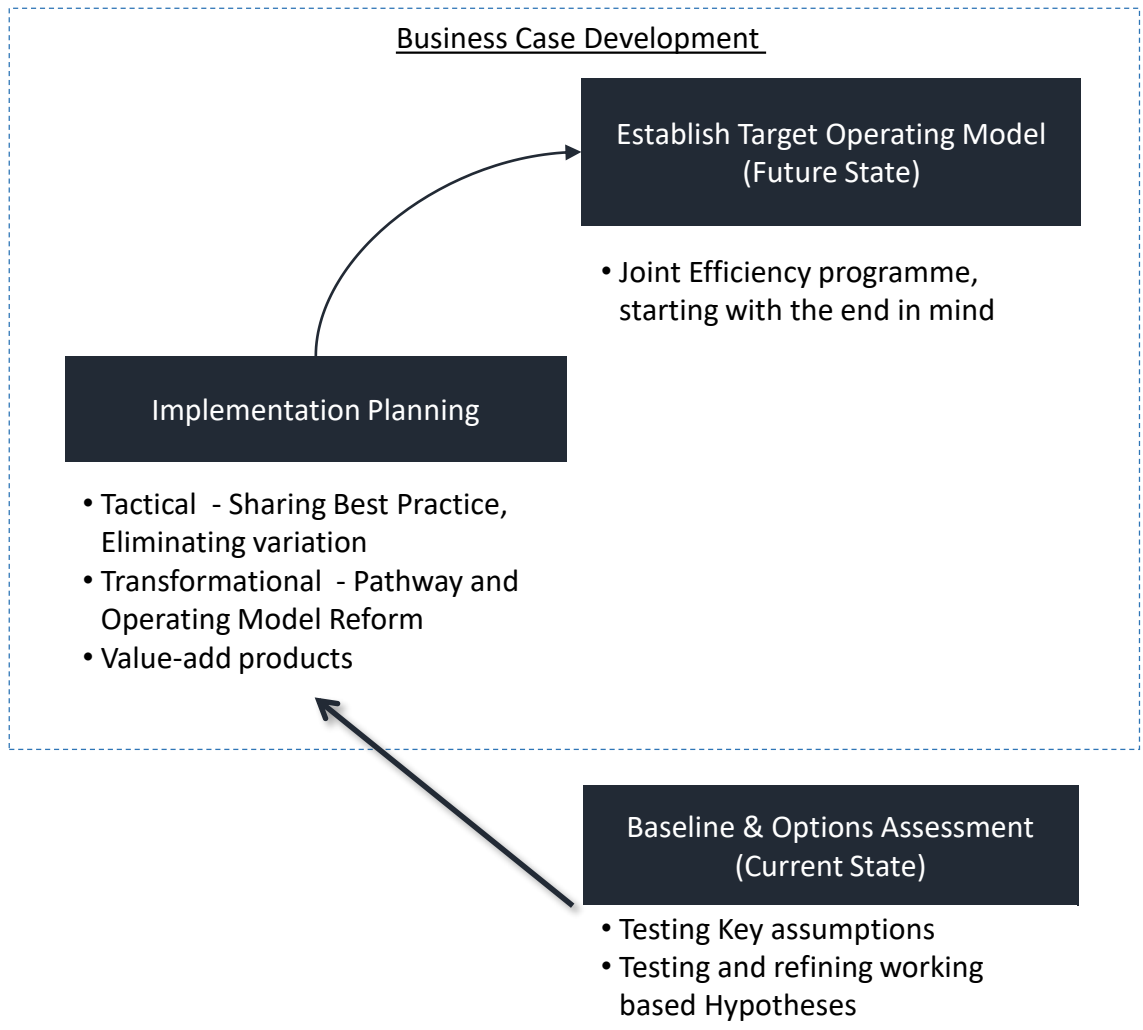 Business Case Development
Establish Target Operating Model
(Future State)
• Joint Efficiency programme,
starting with the end in mind
Implementation Planning
• Tactical  - Sharing Best Practice,
Eliminating variation
• Transformational  - Pathway and
Operating Model Reform
• Value-add products
Baseline & Options Assessment
(Current State)
• Testing Key assumptions
• Testing and refining working
based Hypotheses